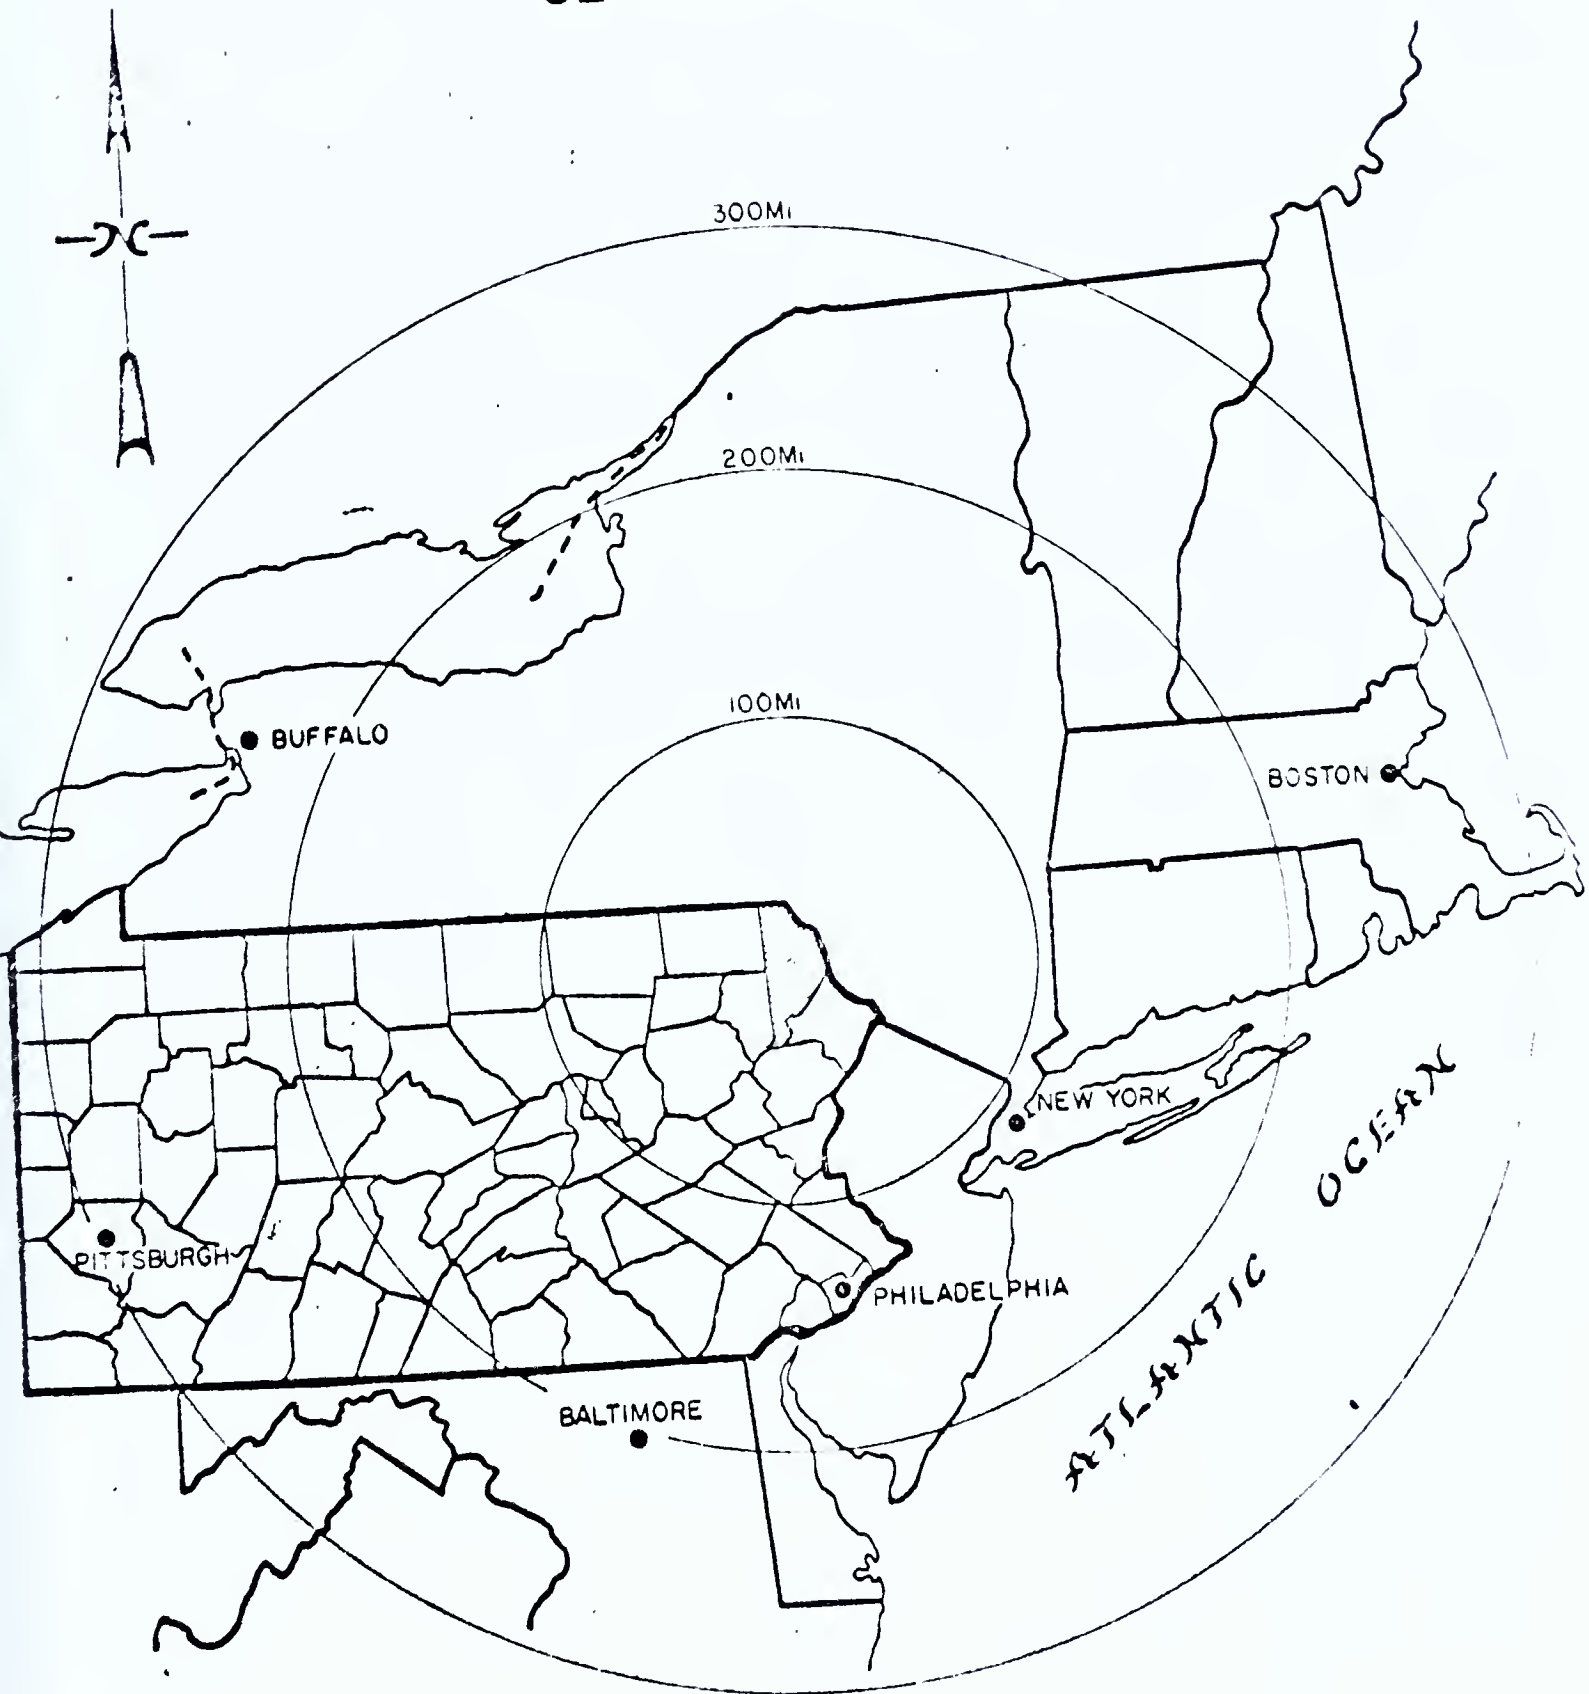 300Mi
200Mi
100Mi
BUFFALO
BOSTON
NEW YORK
PITTSBURGH
PHILADELPHIA
BALTIMORE
ATLANTIC OCEAN